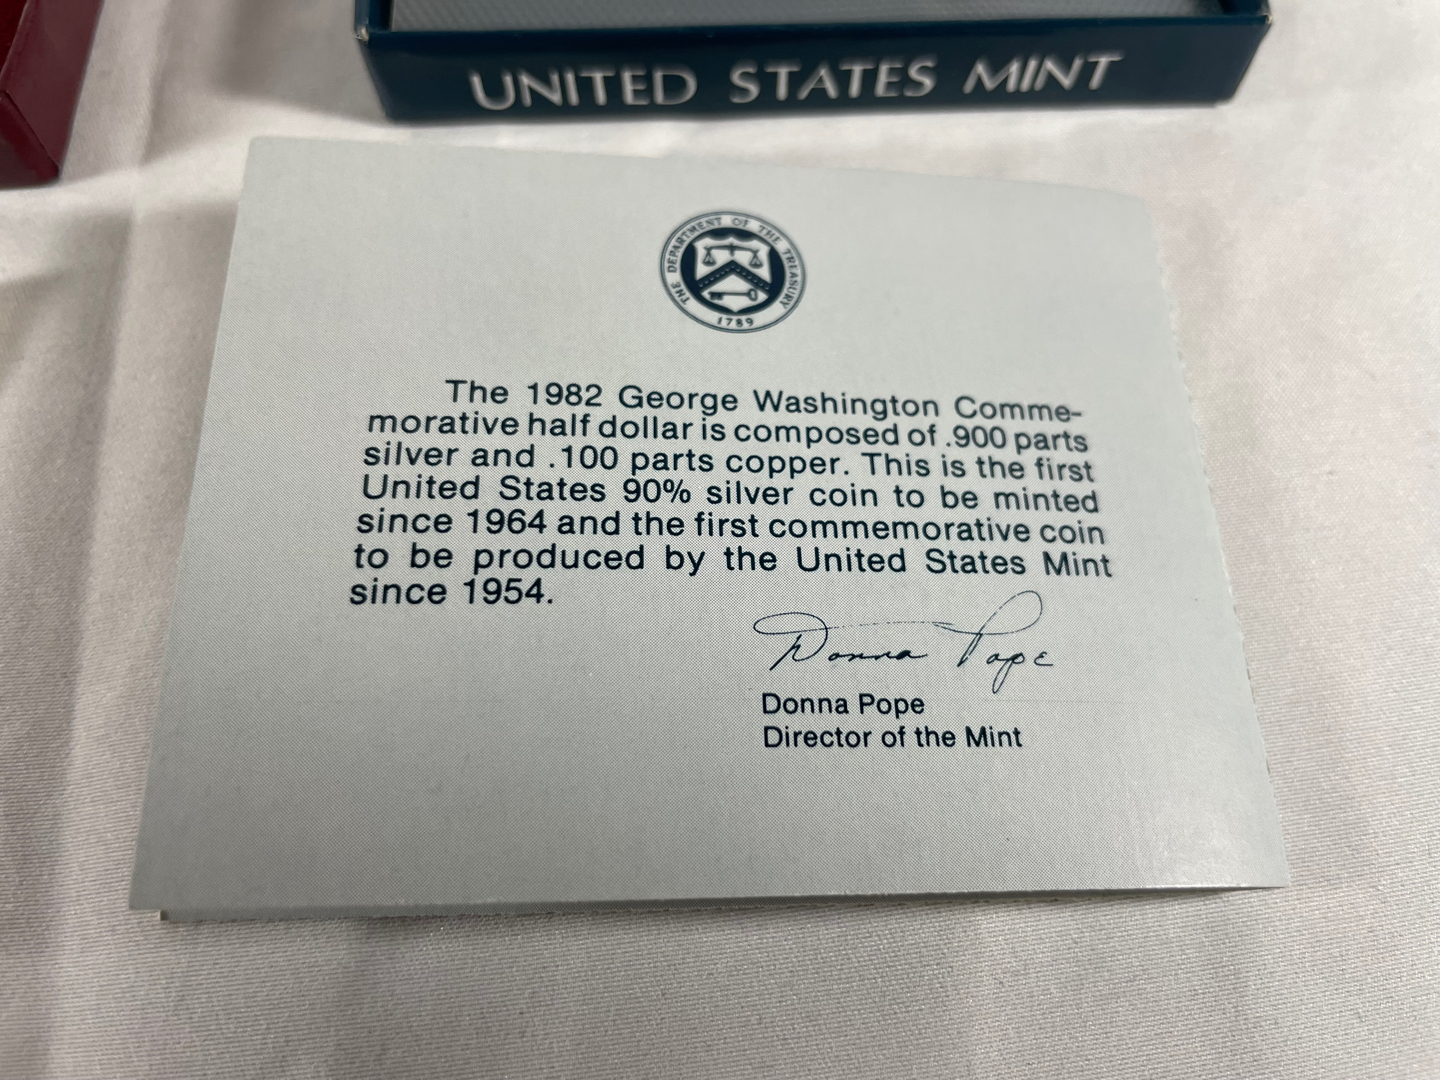 UNITED STATES MINT
THE DEPARTMENT OF THE TREASURY
1789
The 1982 George Washington Comme-
morative half dollar is composed of .900 parts
silver and .100 parts copper. This is the first
United States 90% silver coin to be minted
since 1964 and the first commemorative coin
to be produced by the United States Mint
since 1954.
Donna Pope
Donna Pope
Director of the Mint